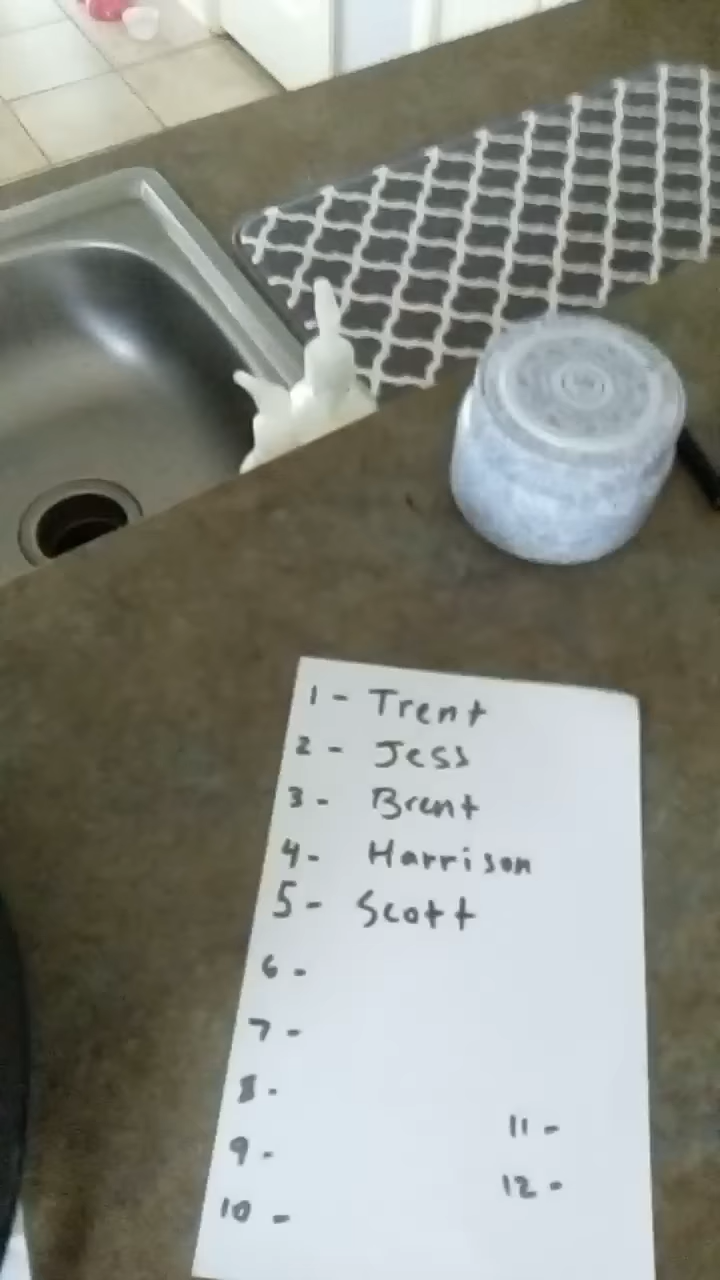 1 - Trent
2 - Jess
3 - Brent
4 - Harrison
5 - Scott
6 -
7 -
8 -
9 -
10 -
11 -
12 -